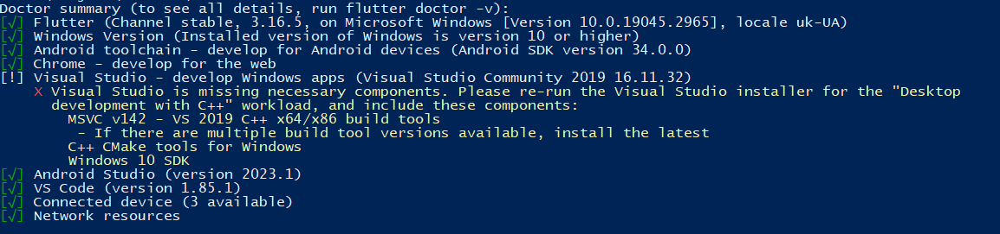 Doctor summary (to see all details, run flutter doctor -v):
[√] Flutter (Channel stable, 3.16.5, on Microsoft Windows [Version 10.0.19045.2965], locale uk-UA)
[√] Windows Version (Installed version of Windows is version 10 or higher)
[√] Android toolchain - develop for Android devices (Android SDK version 34.0.0)
[√] Chrome - develop for the web
[!] Visual Studio - develop Windows apps (Visual Studio Community 2019 16.11.32)
    X Visual Studio is missing necessary components. Please re-run the Visual Studio installer for the "Desktop
      development with C++" workload, and include these components:
        MSVC v142 - VS 2019 C++ x64/x86 build tools
         - If there are multiple build tool versions available, install the latest
        C++ CMake tools for Windows
        Windows 10 SDK
[√] Android Studio (version 2023.1)
[√] VS Code (version 1.85.1)
[√] Connected device (3 available)
[√] Network resources